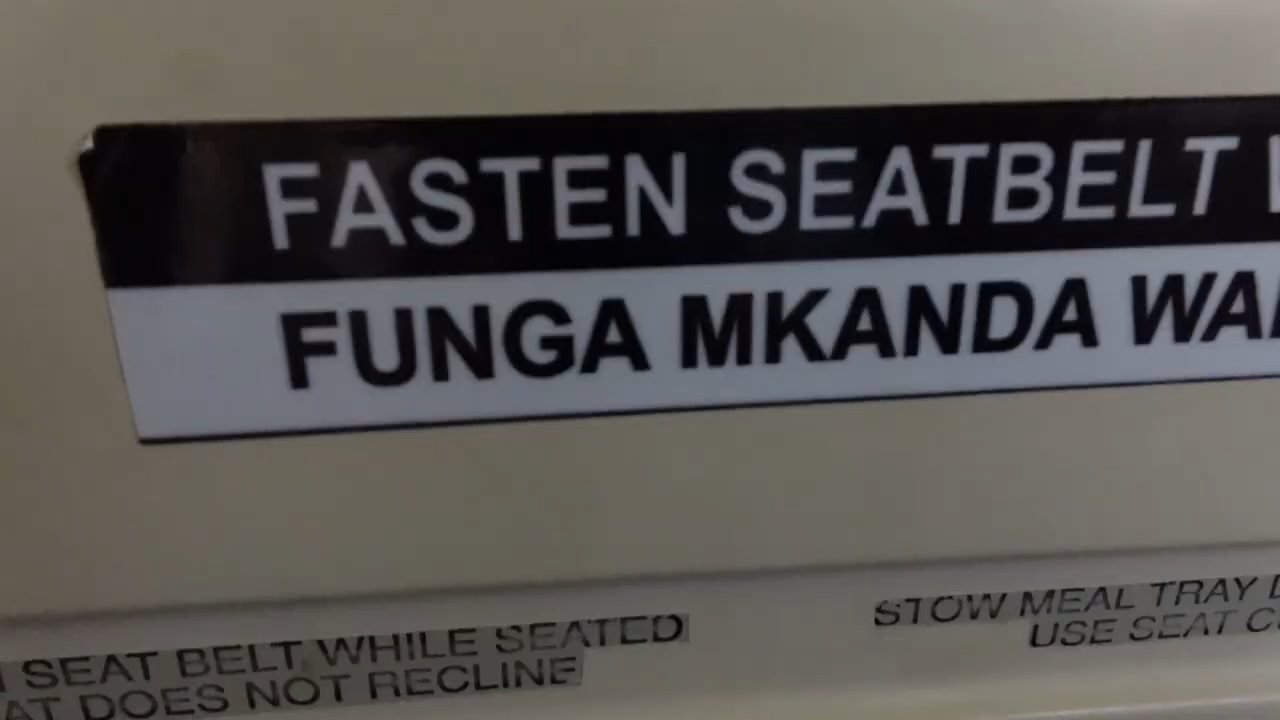 FASTEN SEATBELT
FUNGA MKANDA
SEAT BELT WHILE SEATED
DOES NOT RECLINE
STOW MEAL TRAY
USE SEAT